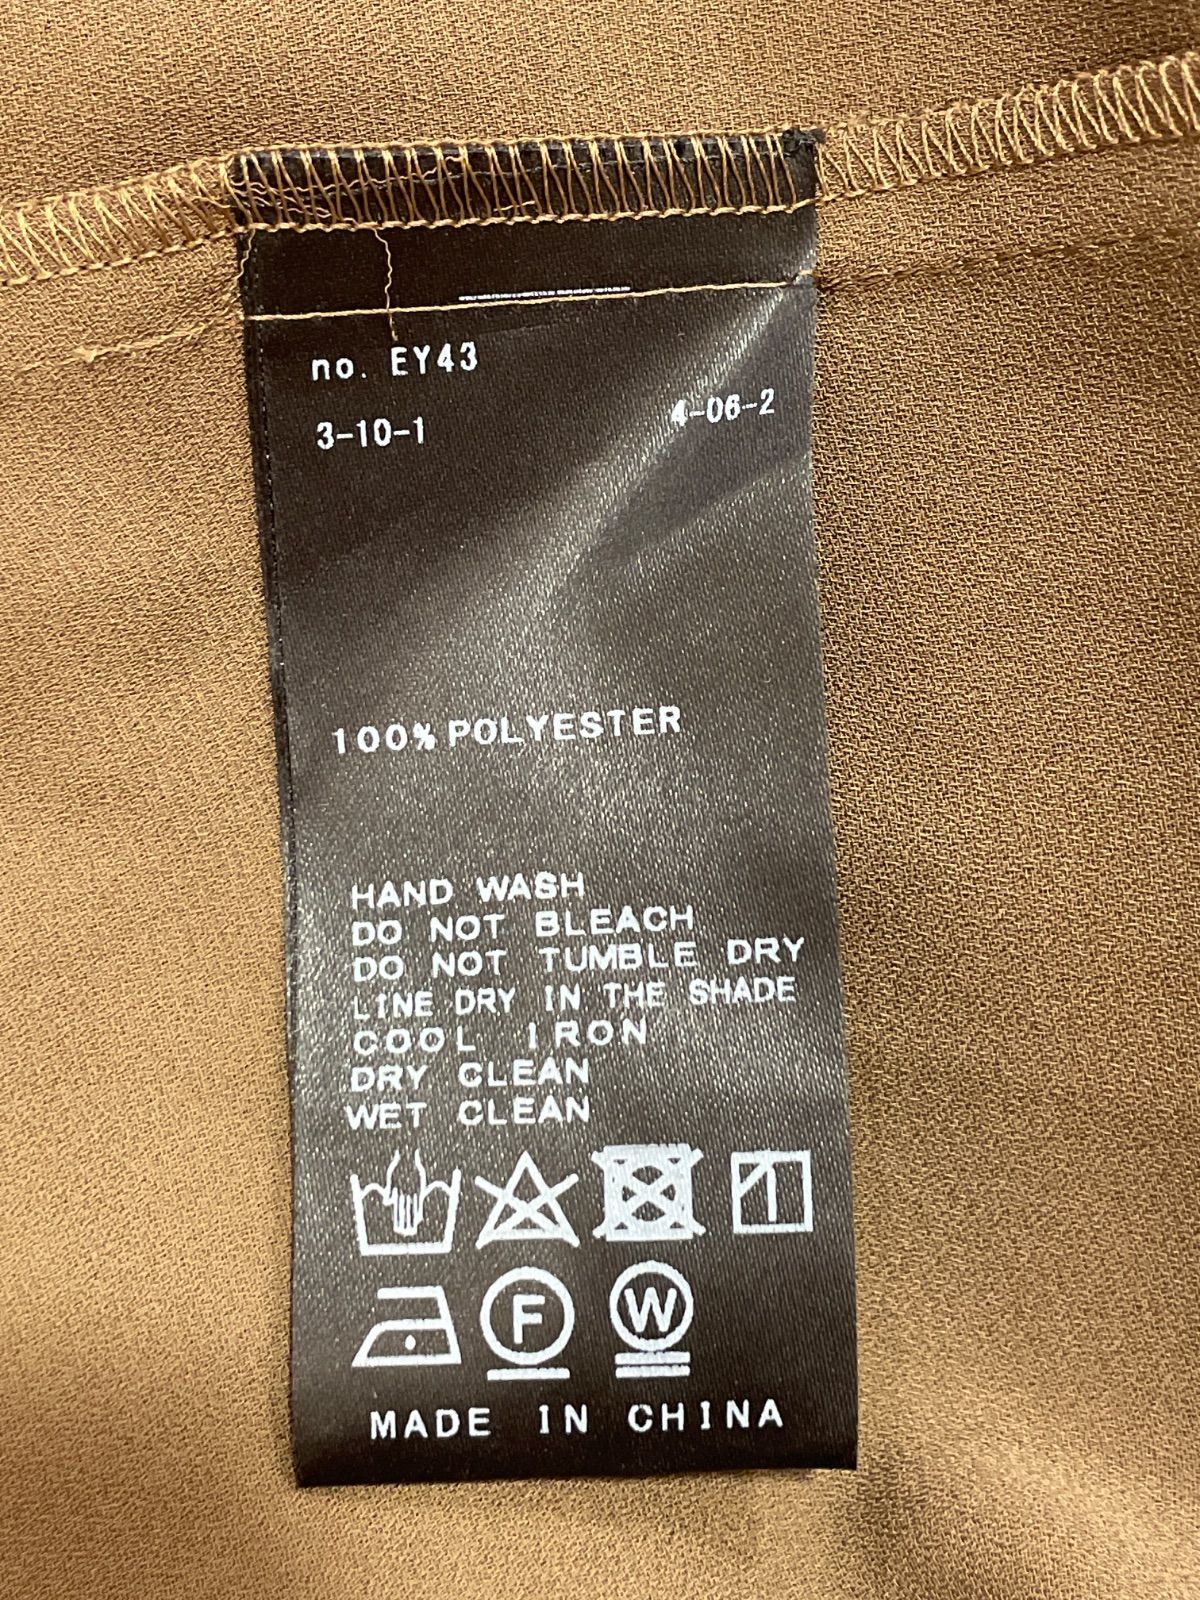 no. EY43
3-10-1 4-06-2
100% POLYESTER
HAND WASH
DO NOT BLEACH
DO NOT TUMBLE DRY
LINE DRY IN THE SHADE
COOL IRON
DRY CLEAN
WET CLEAN
F W
MADE IN CHINA